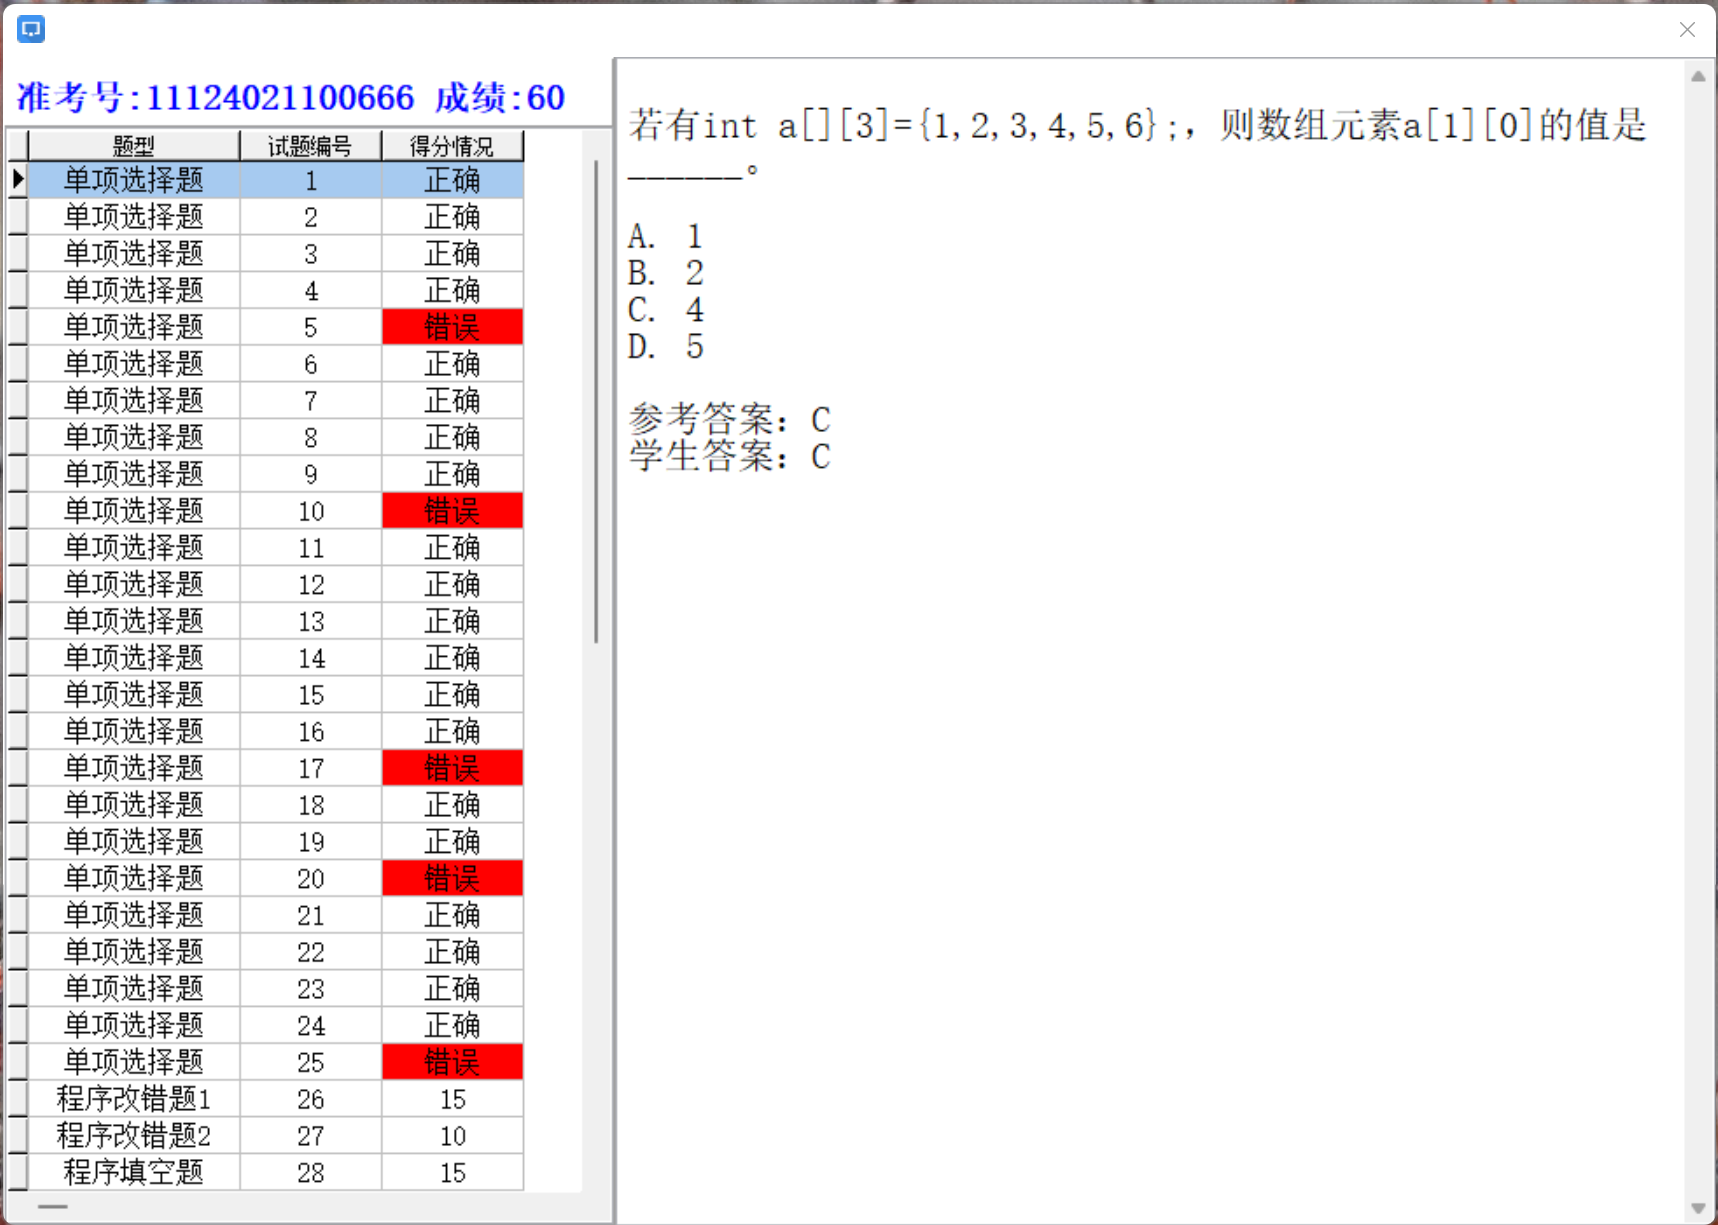 准考号:11124021100666 成绩:60
题型 试题编号 得分情况
单项选择题 1 正确
单项选择题 2 正确
单项选择题 3 正确
单项选择题 4 正确
单项选择题 5 错误
单项选择题 6 正确
单项选择题 7 正确
单项选择题 8 正确
单项选择题 9 正确
单项选择题 10 错误
单项选择题 11 正确
单项选择题 12 正确
单项选择题 13 正确
单项选择题 14 正确
单项选择题 15 正确
单项选择题 16 正确
单项选择题 17 错误
单项选择题 18 正确
单项选择题 19 正确
单项选择题 20 错误
单项选择题 21 正确
单项选择题 22 正确
单项选择题 23 正确
单项选择题 24 正确
单项选择题 25 错误
程序改错题1 26 15
程序改错题2 27 10
程序填空题 28 15
若有int a[][3]={1,2,3,4,5,6};，则数组元素a[1][0]的值是
______。
A. 1
B. 2
C. 4
D. 5
参考答案：C
学生答案：C